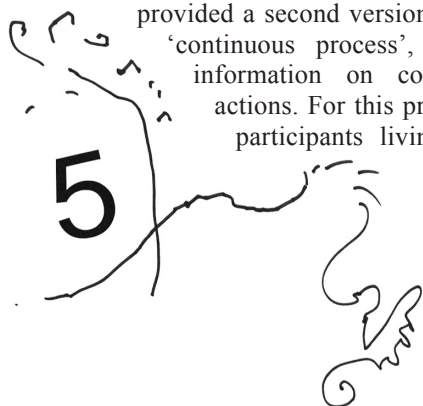 provided a second version
‘continuous process’,
information on co
actions. For this pr
participants livin
5